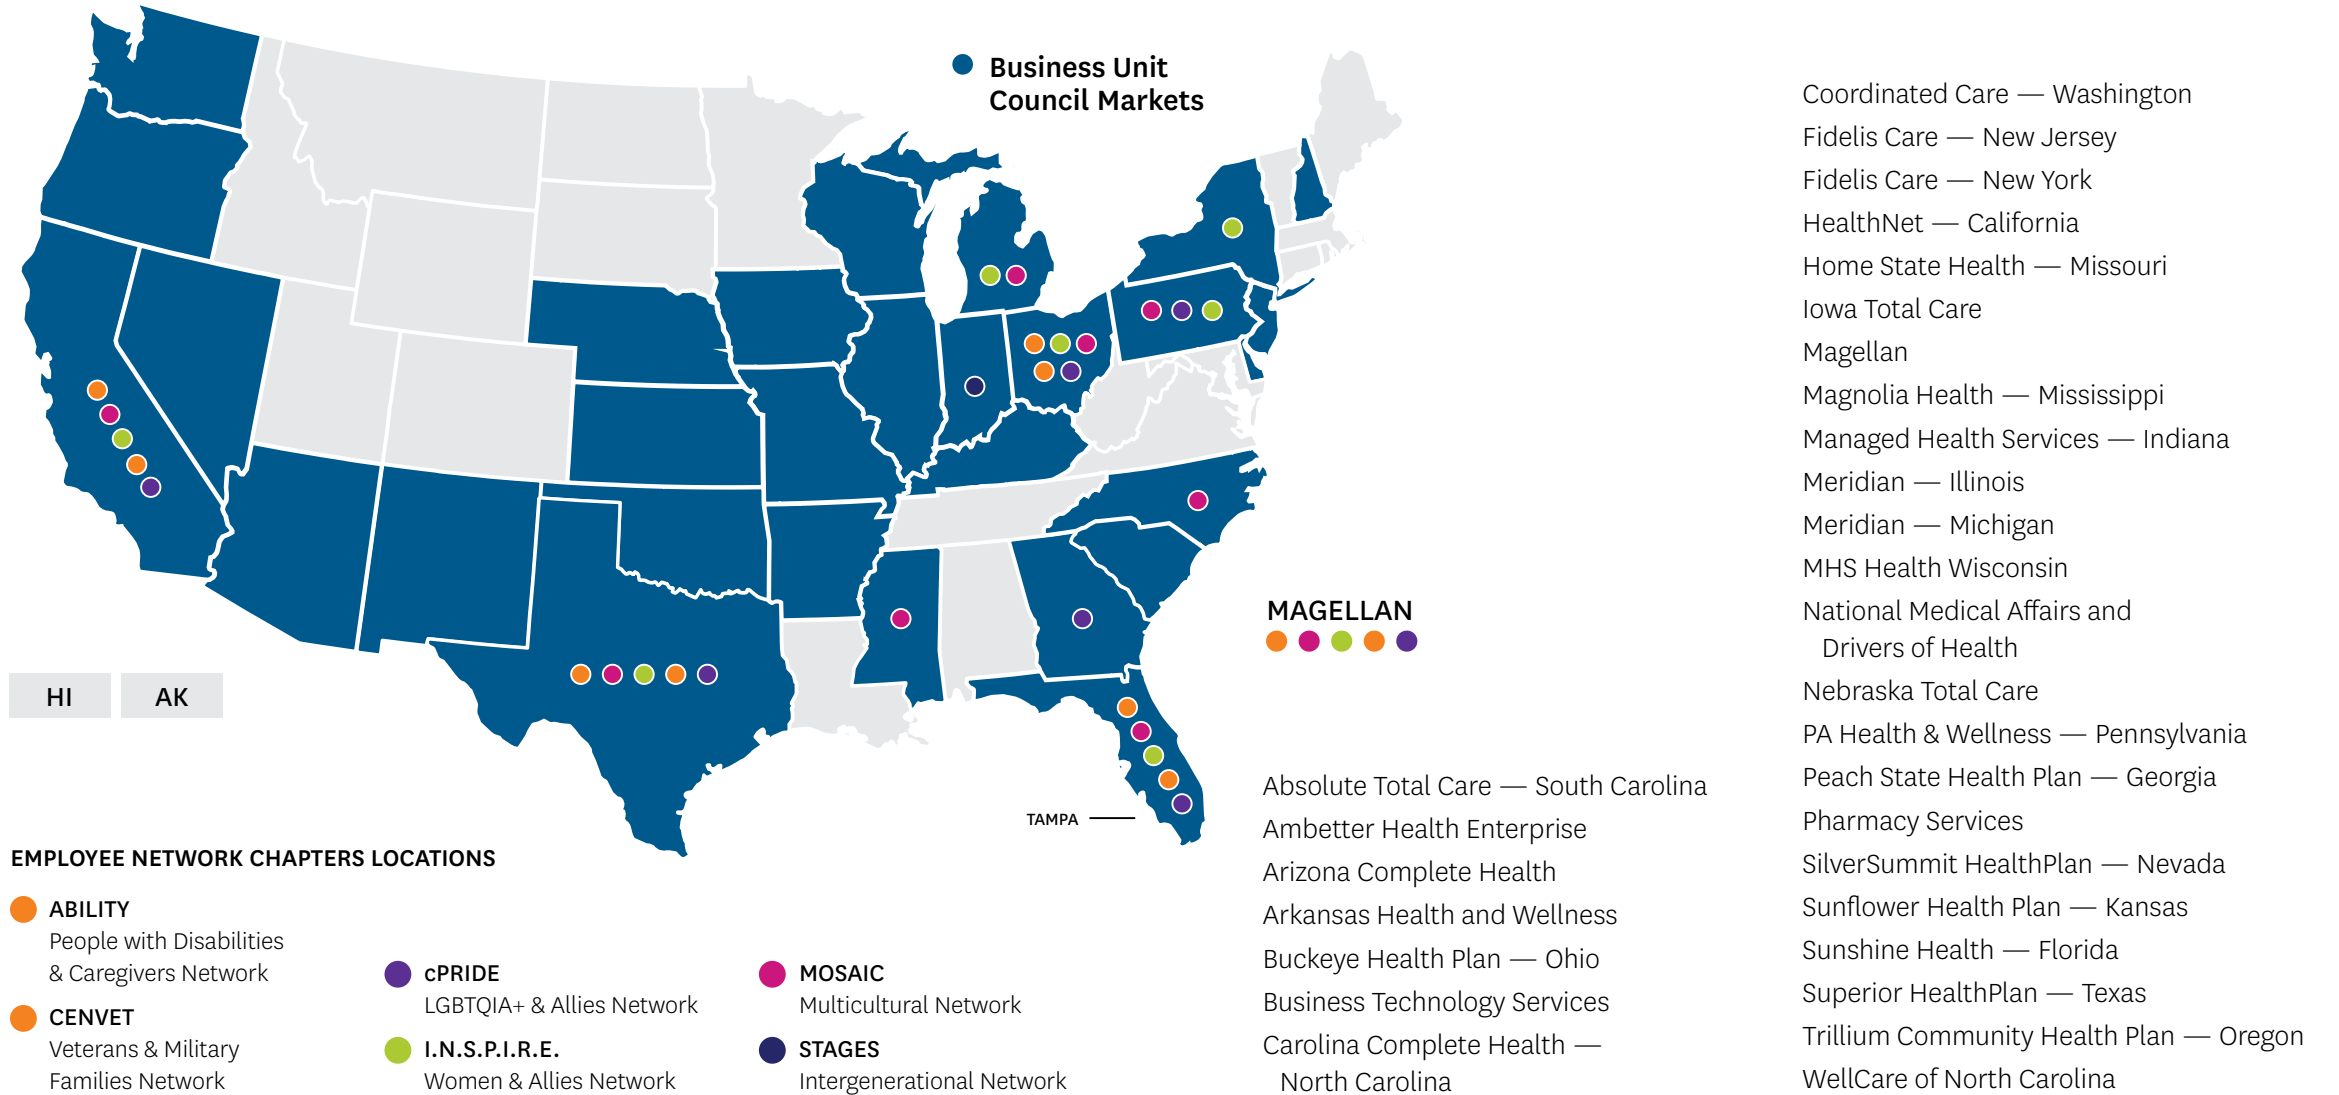 Business Unit
Council Markets
HI
AK
TAMPA
MAGELLAN
EMPLOYEE NETWORK CHAPTERS LOCATIONS
ABILITY
People with Disabilities
& Caregivers Network
CENVET
Veterans & Military
Families Network
cPRIDE
LGBTQIA+ & Allies Network
I.N.S.P.I.R.E.
Women & Allies Network
MOSAIC
Multicultural Network
STAGES
Intergenerational Network
Absolute Total Care — South Carolina
Ambetter Health Enterprise
Arizona Complete Health
Arkansas Health and Wellness
Buckeye Health Plan — Ohio
Business Technology Services
Carolina Complete Health —
North Carolina
Coordinated Care — Washington
Fidelis Care — New Jersey
Fidelis Care — New York
HealthNet — California
Home State Health — Missouri
Iowa Total Care
Magellan
Magnolia Health — Mississippi
Managed Health Services — Indiana
Meridian — Illinois
Meridian — Michigan
MHS Health Wisconsin
National Medical Affairs and
Drivers of Health
Nebraska Total Care
PA Health & Wellness — Pennsylvania
Peach State Health Plan — Georgia
Pharmacy Services
SilverSummit HealthPlan — Nevada
Sunflower Health Plan — Kansas
Sunshine Health — Florida
Superior HealthPlan — Texas
Trillium Community Health Plan — Oregon
WellCare of North Carolina